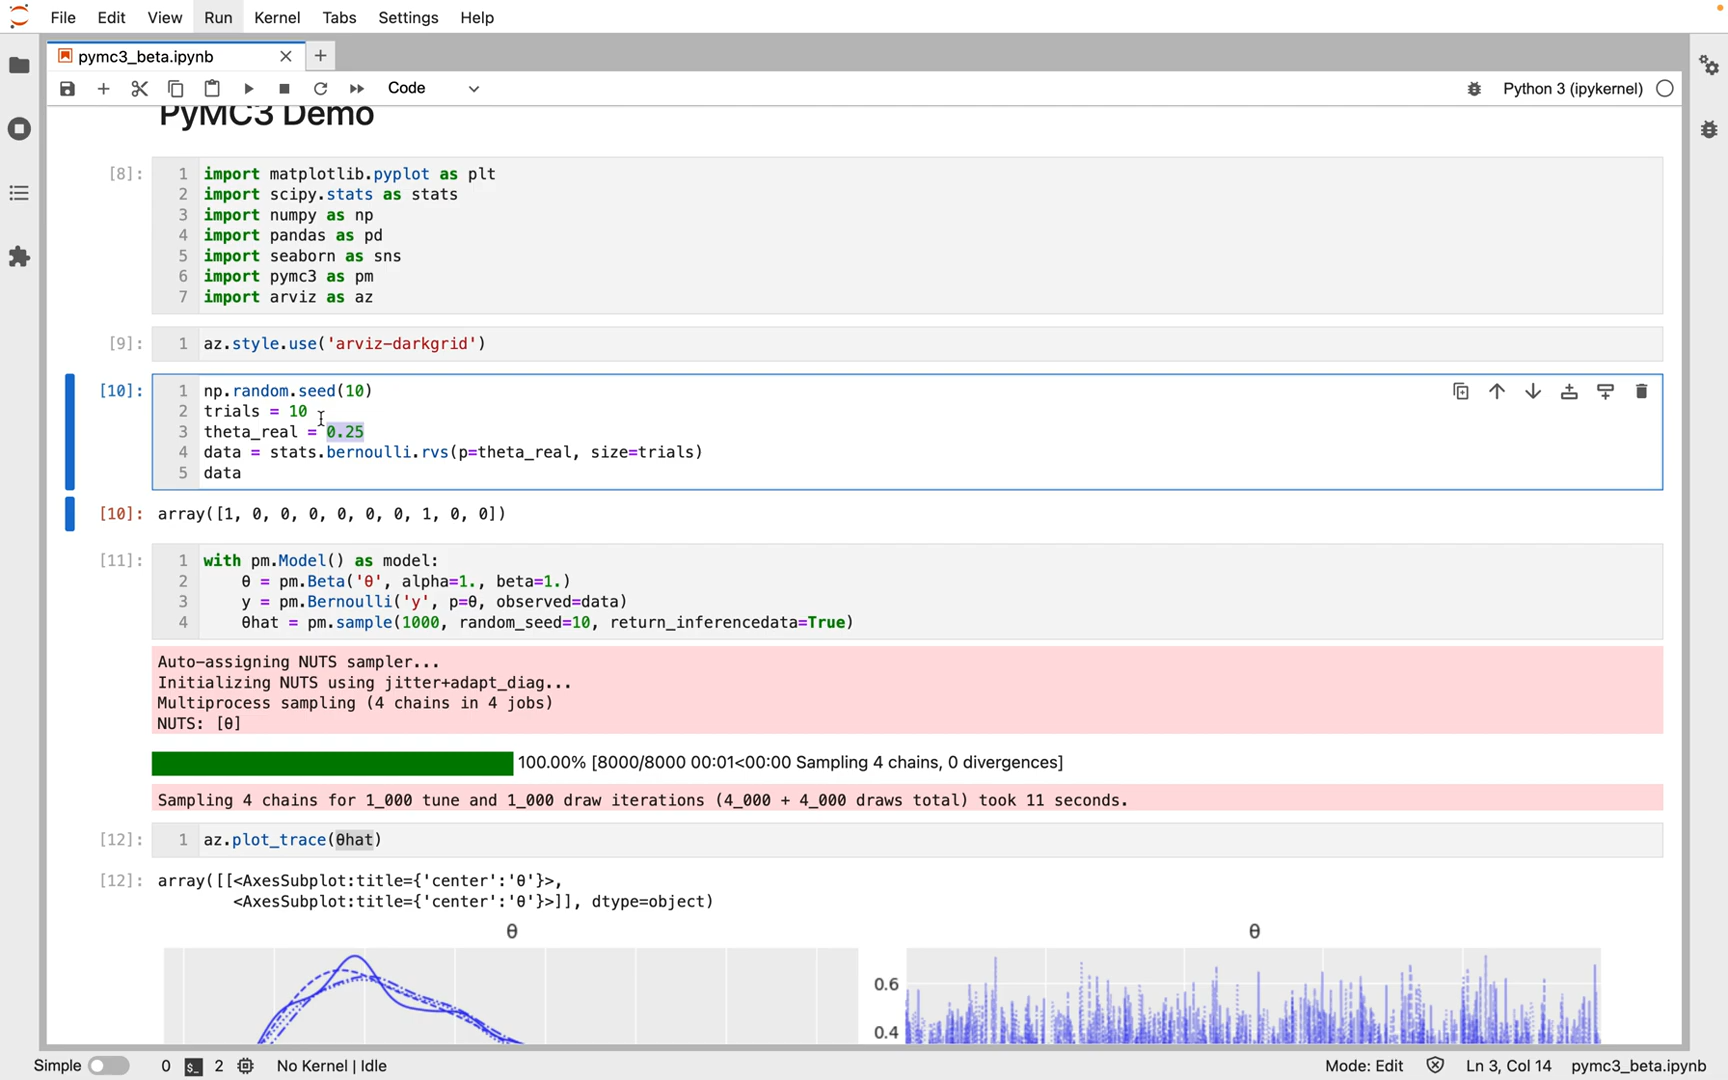 File Edit View Run Kernel Tabs Settings Help
pymc3_beta.ipynb
Code
Python 3 (ipykernel)
PyMC3 Demo
[8]:
1 import matplotlib.pyplot as plt
2 import scipy.stats as stats
3 import numpy as np
4 import pandas as pd
5 import seaborn as sns
6 import pymc3 as pm
7 import arviz as az
[9]: 1 az.style.use('arviz-darkgrid')
[10]: 1 np.random.seed(10)
2 trials = 10
3 theta_real = 0.25
4 data = stats.bernoulli.rvs(p=theta_real, size=trials)
5 data
[10]: array([1, 0, 0, 0, 0, 0, 0, 1, 0, 0])
[11]: 1 with pm.Model() as model:
2 θ = pm.Beta('θ', alpha=1., beta=1.)
3 y = pm.Bernoulli('y', p=θ, observed=data)
4 θhat = pm.sample(1000, random_seed=10, return_inferencedata=True)
Auto-assigning NUTS sampler...
Initializing NUTS using jitter+adapt_diag...
Multiprocess sampling (4 chains in 4 jobs)
NUTS: [θ]
100.00% [8000/8000 00:01<00:00 Sampling 4 chains, 0 divergences]
Sampling 4 chains for 1_000 tune and 1_000 draw iterations (4_000 + 4_000 draws total) took 11 seconds.
[12]: 1 az.plot_trace(θhat)
[12]: array([[<AxesSubplot:title={'center':'θ'}>,
<AxesSubplot:title={'center':'θ'}>]], dtype=object)
θ θ
0.6
0.4
Simple 0 $_ 2 No Kernel | Idle Mode: Edit Ln 3, Col 14 pymc3_beta.ipynb